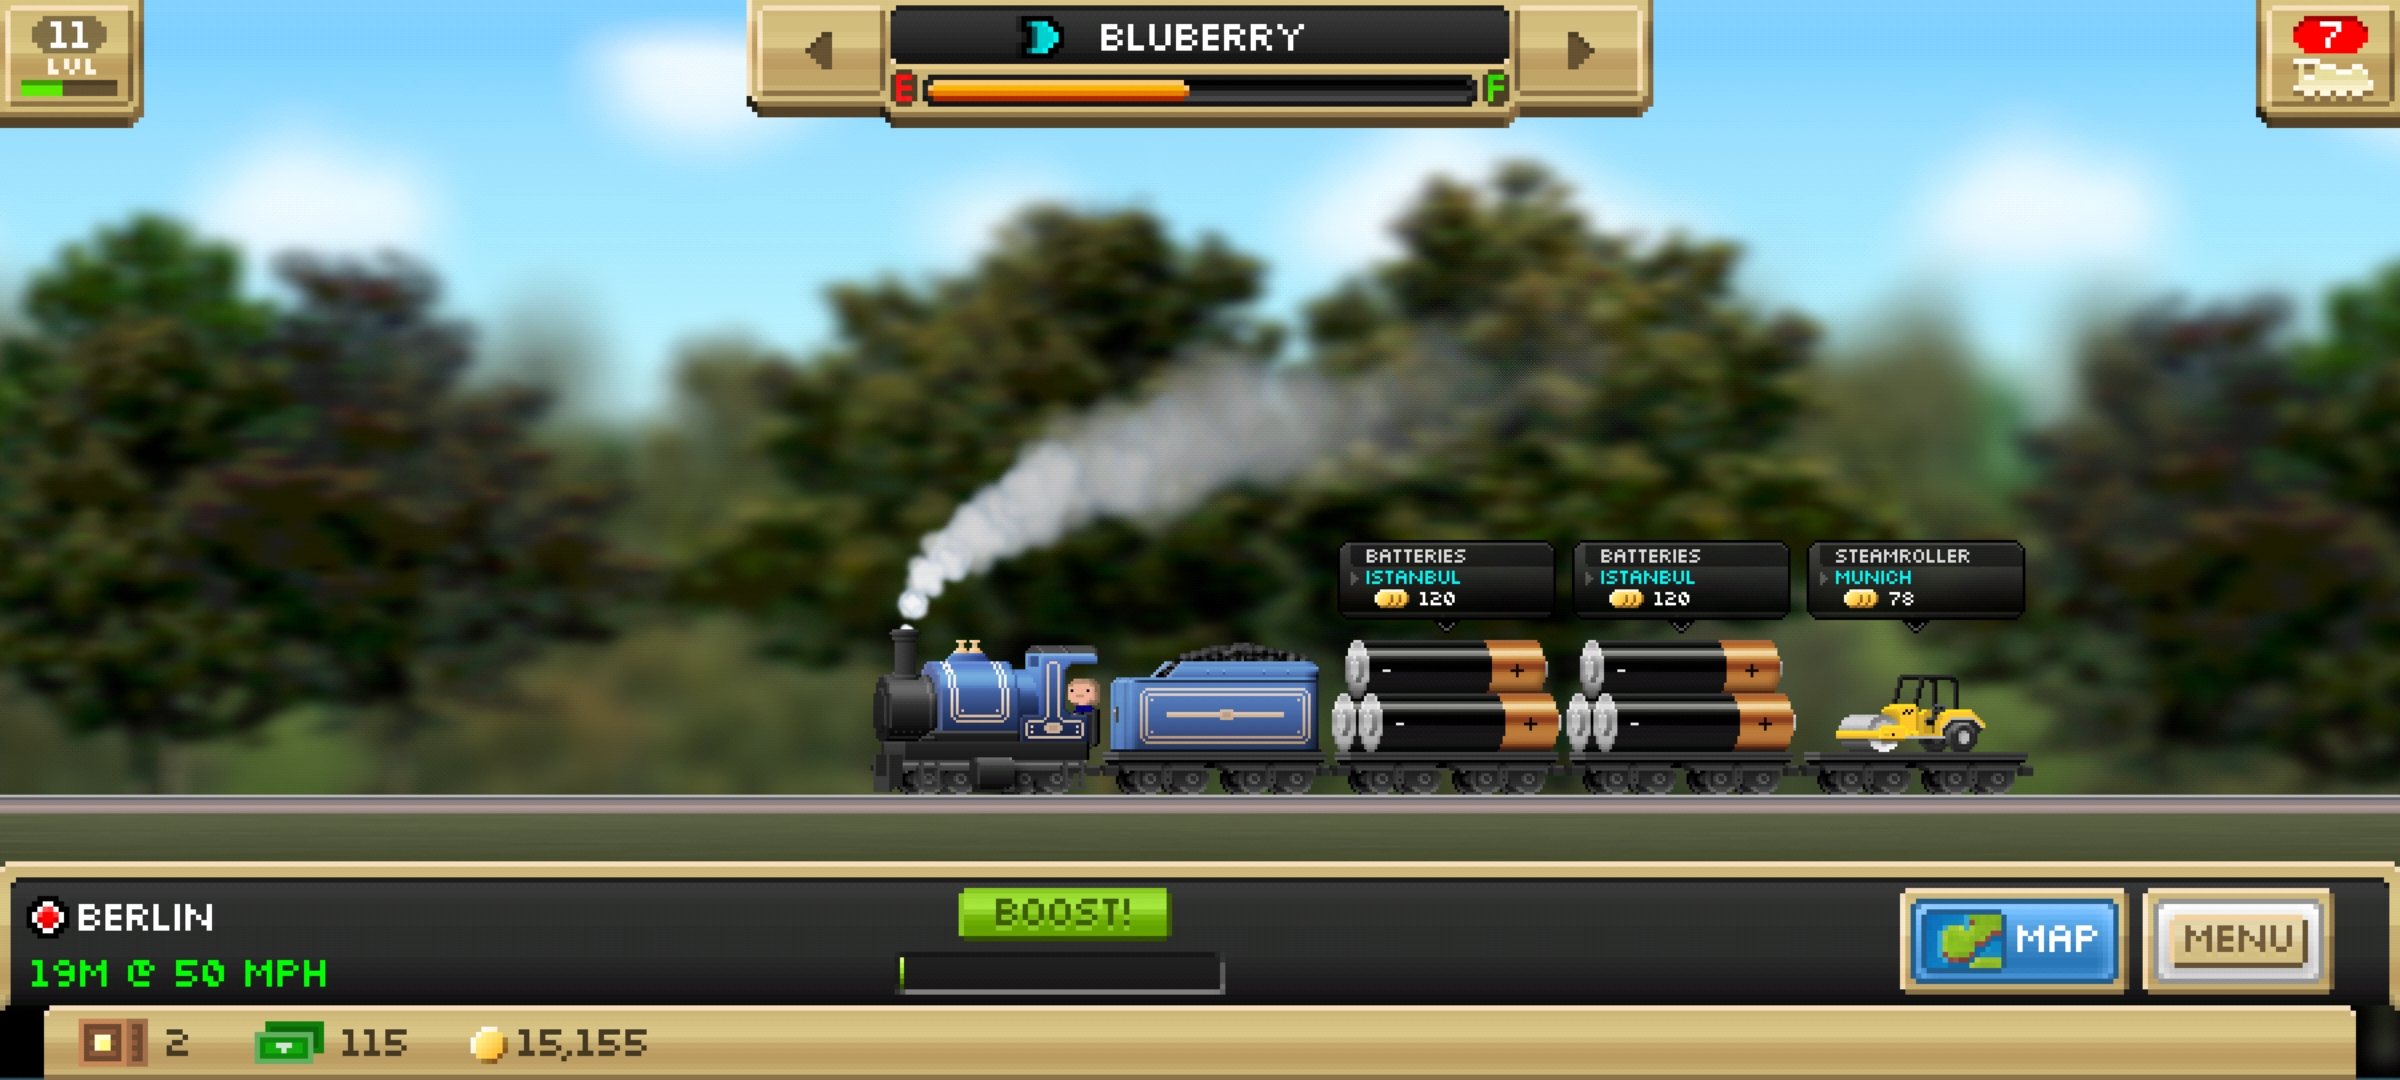 11
LVL
BLUBERRY
E
F
7
BATTERIES
ISTANBUL
120
BATTERIES
ISTANBUL
120
STEAMROLLER
MUNICH
78
- +
- +
- +
- +
BERLIN
19M @ 50 MPH
BOOST!
MAP
MENU
2
115
15,155